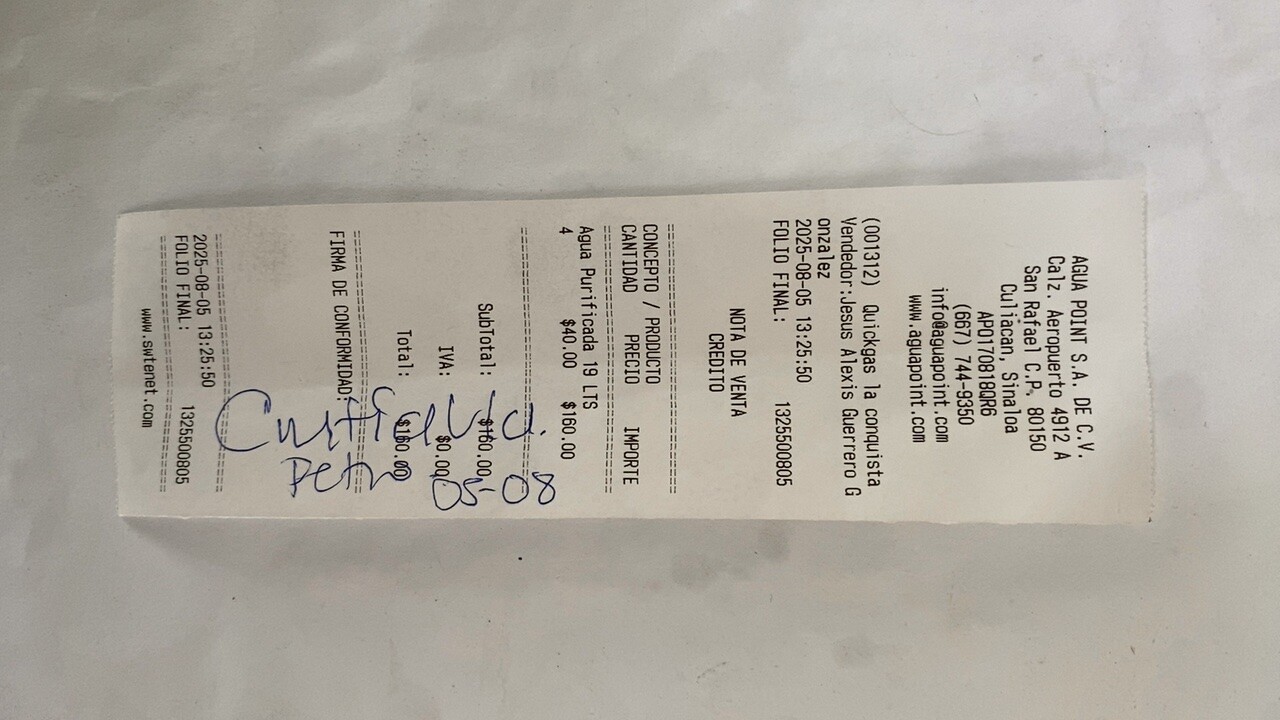 AGUA POINT S.A. DE C.V.
Calz. Aeropuerto 4912 A
San Rafael C.P. 80150
Culiacan, Sinaloa
APO170818QR6
(667) 744-9350
info@aguapoint.com
www.aguapoint.com
(001312) Quickgas la conquista
Vendedor:Jesus Alexis Guerrero G
onzalez
2025-08-05 13:25:50
FOLIO FINAL: 1325500805
NOTA DE VENTA
CREDITO
================================
CONCEPTO / PRODUCTO
CANTIDAD PRECIO IMPORTE
================================
Agua Purificada 19 LTS
4 $40.00 $160.00
================================
SubTotal: $160.00
IVA: $0.00
Total: $160.00
05-08
================================
FIRMA DE CONFORMIDAD:
================================
2025-08-05 13:25:50
FOLIO FINAL: 1325500805
================================
www.swtenet.com